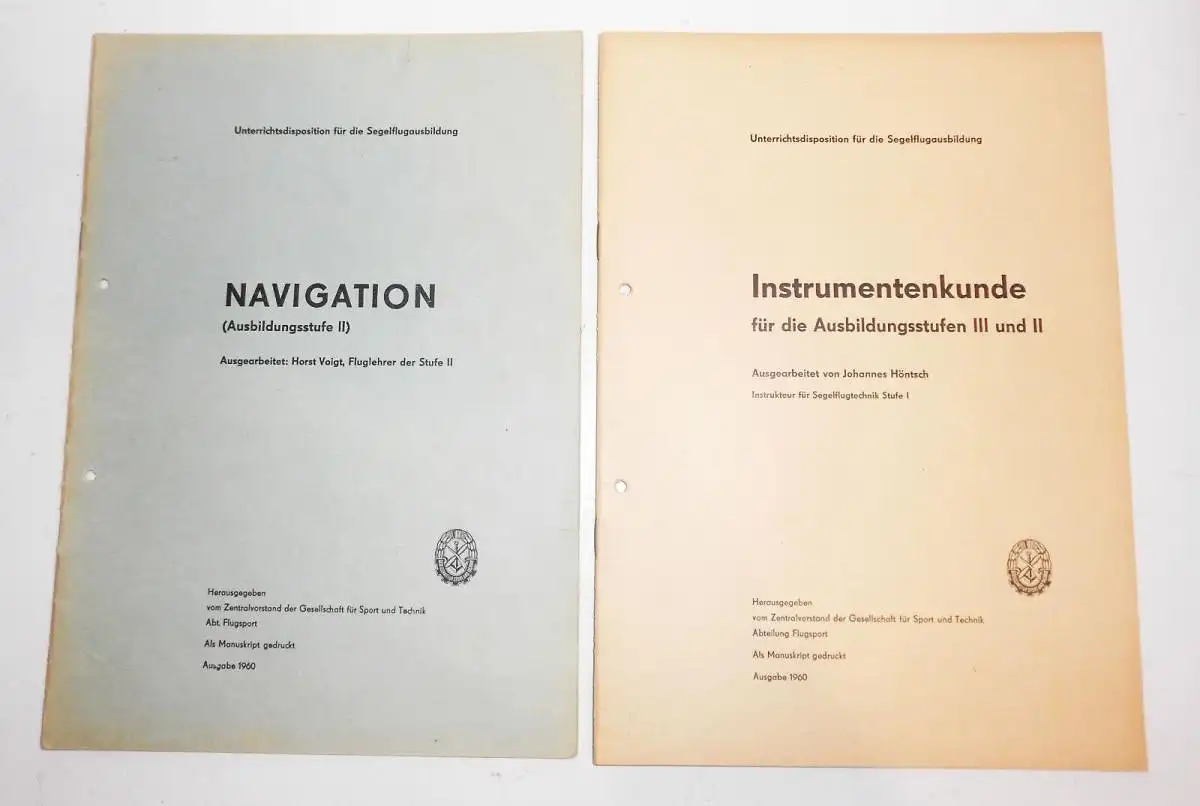 Unterrichtsdisposition für die Segelflugausbildung
NAVIGATION
(Ausbildungsstufe II)
Ausgearbeitet: Horst Voigt, Fluglehrer der Stufe II
Herausgegeben
vom Zentralvorstand der Gesellschaft für Sport und Technik
Abt. Flugsport
Als Manuskript gedruckt
Ausgabe 1960
Unterrichtsdisposition für die Segelflugausbildung
Instrumentenkunde
für die Ausbildungsstufen III und II
Ausgearbeitet von Johannes Höntsch
Instrukteur für Segelflugtechnik Stufe I
Herausgegeben
vom Zentralvorstand der Gesellschaft für Sport und Technik
Abteilung Flugsport
Als Manuskript gedruckt
Ausgabe 1960